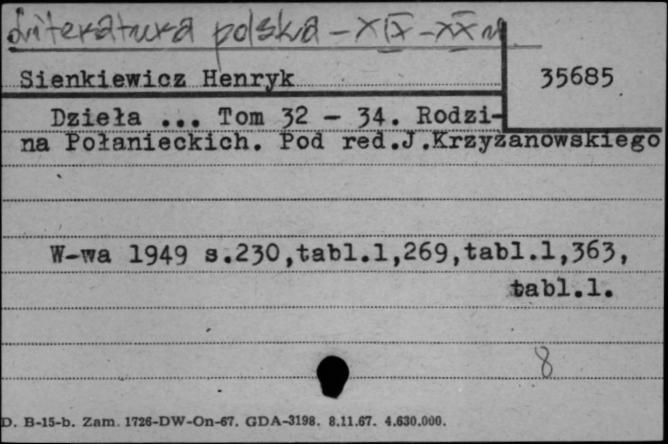 Literatura polska – XIX – XX w
Sienkiewicz Henryk
35685
Dzieła ... Tom 32 – 34. Rodzi-
na Połanieckich. Pod red.J.Krzyżanowskiego
W-wa 1949 s.230,tabl.1,269,tabl.1,363,
tabl.1.
8
D. B-15-b. Zam. 1726-DW-On-67. GDA-3198. 8.11.67. 4.630.000.